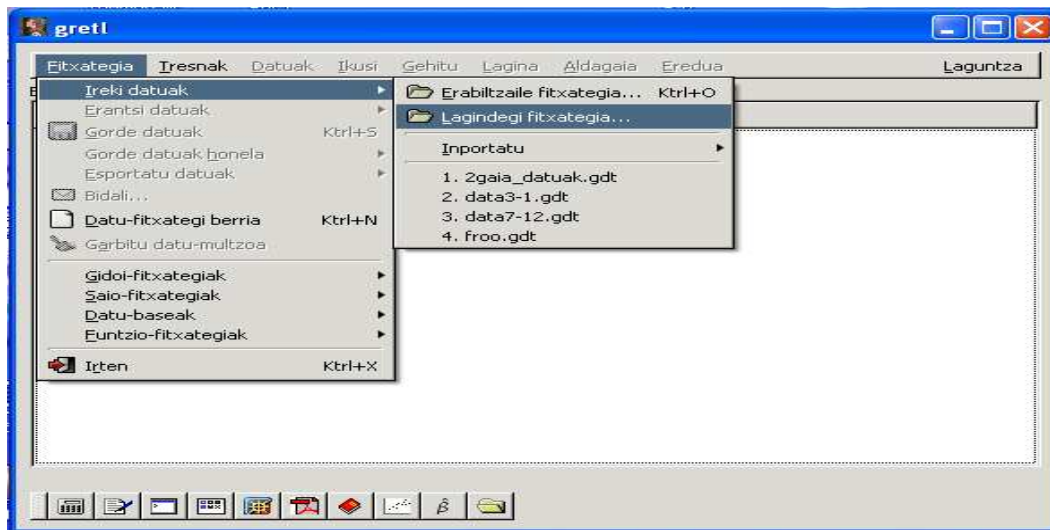 gretl
Fitxategia Tresnak Datuak Ikusi Gehitu Lagina Aldagaia Eredua Laguntza
Ireki datuak
Erantsi datuak
Gorde datuak Ktrl+S
Gorde datuak honela
Esportatu datuak
Bidali...
Datu-fitxategi berria Ktrl+N
Garbitu datu-multzoa
Gidoi-fitxategiak
Saio-fitxategiak
Datu-baseak
Funtzio-fitxategiak
Irten Ktrl+X
Erabiltzaile fitxategia... Ktrl+O
Lagindegi fitxategia...
Inportatu
1. 2gaia_datuak.gdt
2. data3-1.gdt
3. data7-12.gdt
4. froo.gdt
β̂